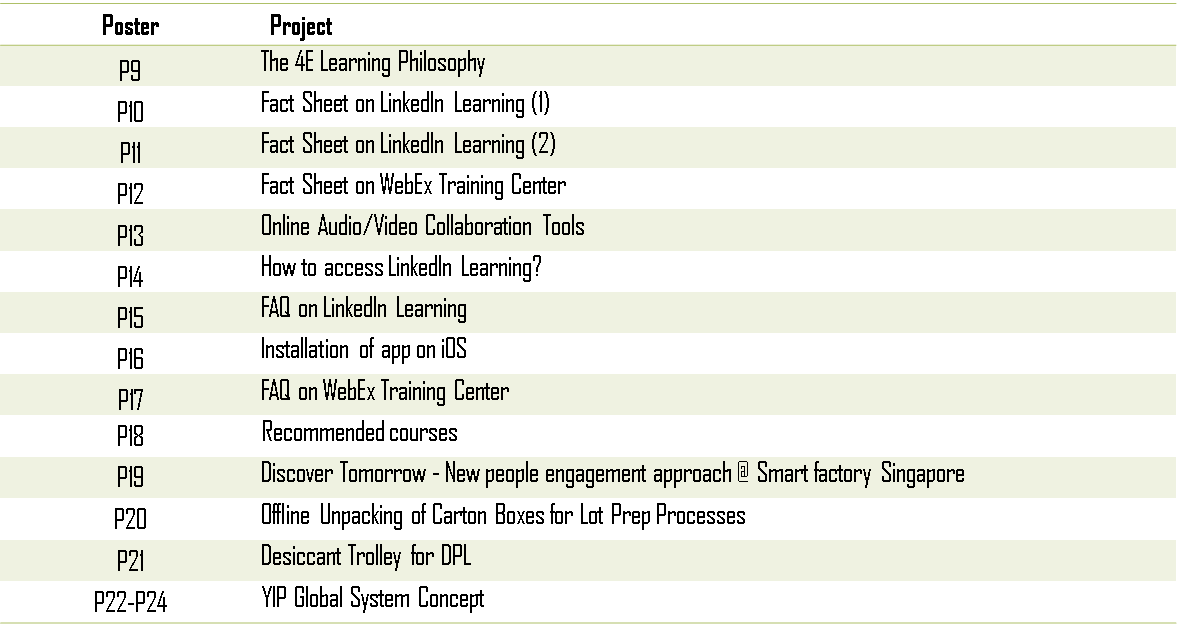 Poster Project
P9 The 4E Learning Philosophy
P10 Fact Sheet on LinkedIn Learning (1)
P11 Fact Sheet on LinkedIn Learning (2)
P12 Fact Sheet on WebEx Training Center
P13 Online Audio/Video Collaboration Tools
P14 How to access LinkedIn Learning?
P15 FAQ on LinkedIn Learning
P16 Installation of app on iOS
P17 FAQ on WebEx Training Center
P18 Recommended courses
P19 Discover Tomorrow - New people engagement approach @ Smart factory Singapore
P20 Offline Unpacking of Carton Boxes for Lot Prep Processes
P21 Desiccant Trolley for DPL
P22-P24 YIP Global System Concept